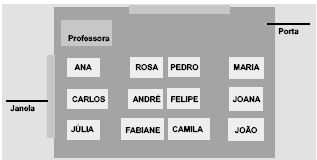 Porta
Professora
ANA ROSA PEDRO MARIA
CARLOS ANDRÉ FELIPE JOANA
Janela
JÚLIA FABIANE CAMILA JOÃO